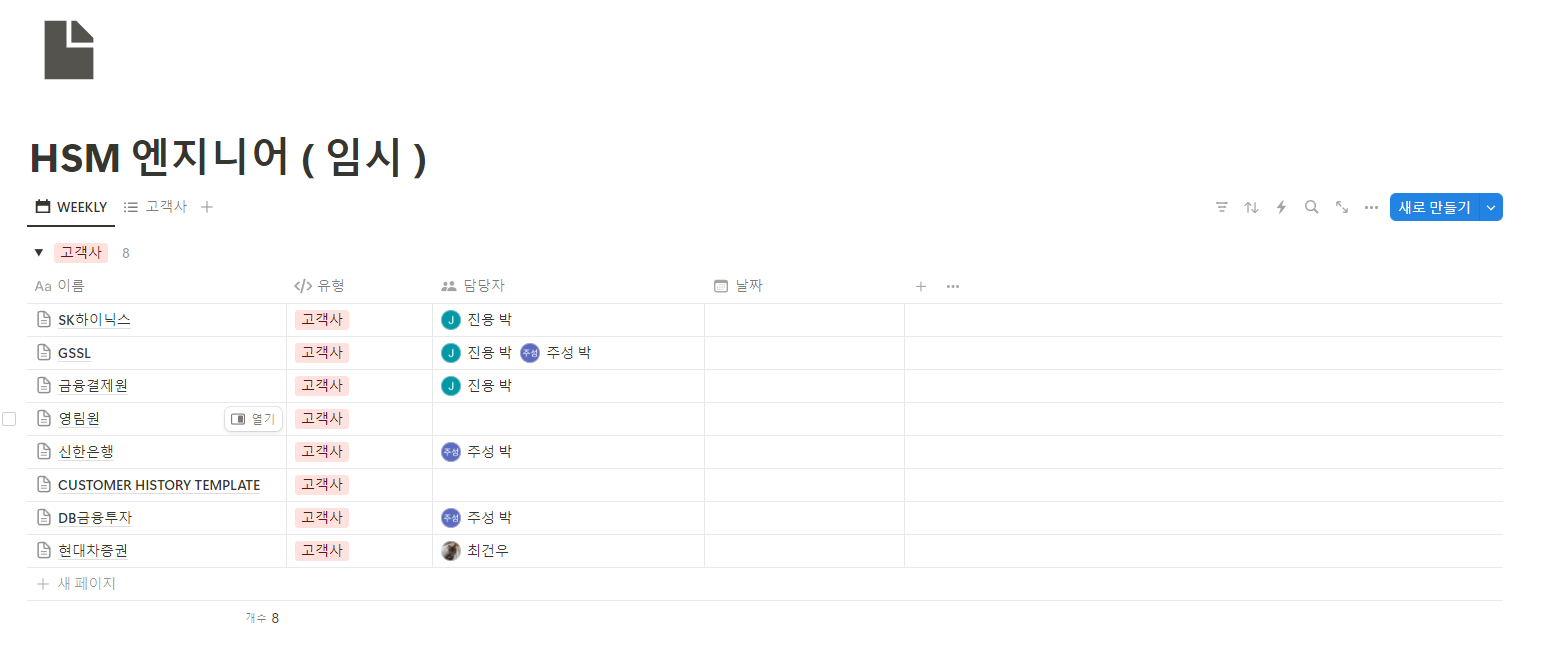 HSM 엔지니어 ( 임시 )
WEEKLY 고객사
새로 만들기
고객사 8
Aa 이름 유형 담당자 날짜
SK하이닉스 고객사 J 진용 박
GSSL 고객사 J 진용 박 주성 주성 박
금융결제원 고객사 J 진용 박
영림원 열기 고객사
신한은행 고객사 주성 주성 박
CUSTOMER HISTORY TEMPLATE 고객사
DB금융투자 고객사 주성 주성 박
현대차증권 고객사 최건우
새 페이지
개수 8